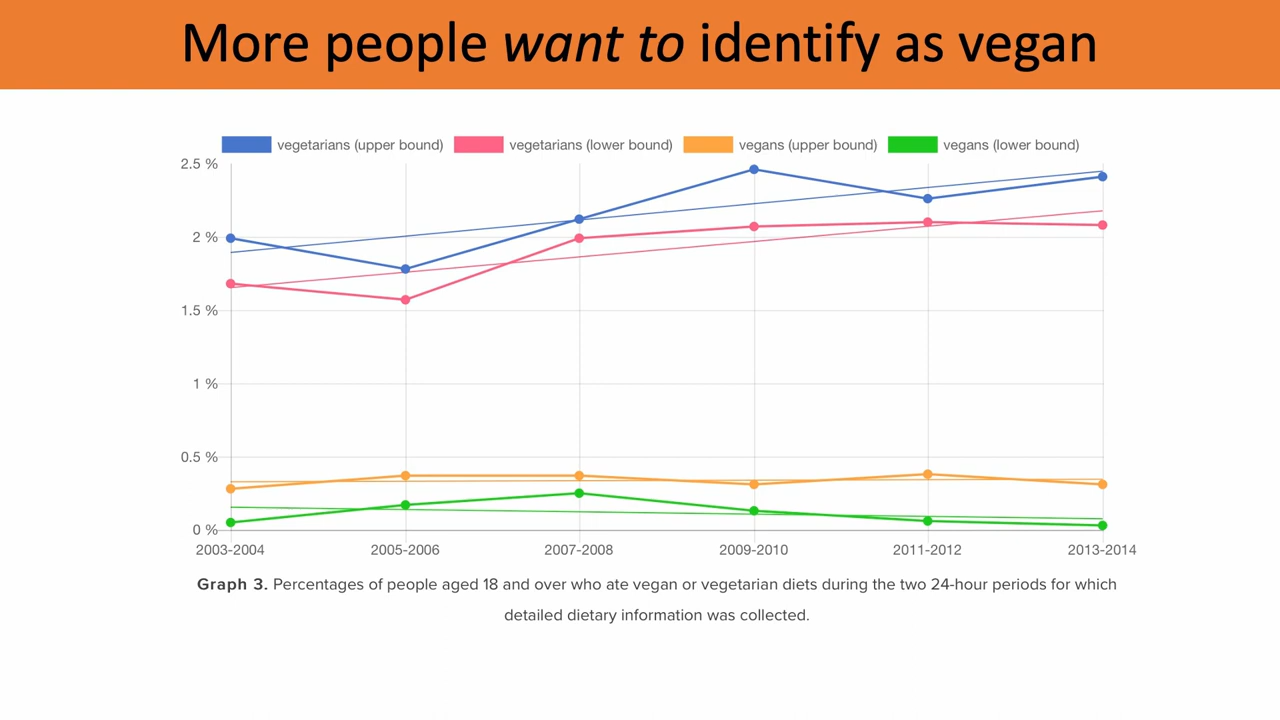 More people want to identify as vegan
vegetarians (upper bound) vegetarians (lower bound) vegans (upper bound) vegans (lower bound)
2.5 %
2 %
1.5 %
1 %
0.5 %
0 %
2003-2004 2005-2006 2007-2008 2009-2010 2011-2012 2013-2014
Graph 3. Percentages of people aged 18 and over who ate vegan or vegetarian diets during the two 24-hour periods for which
detailed dietary information was collected.